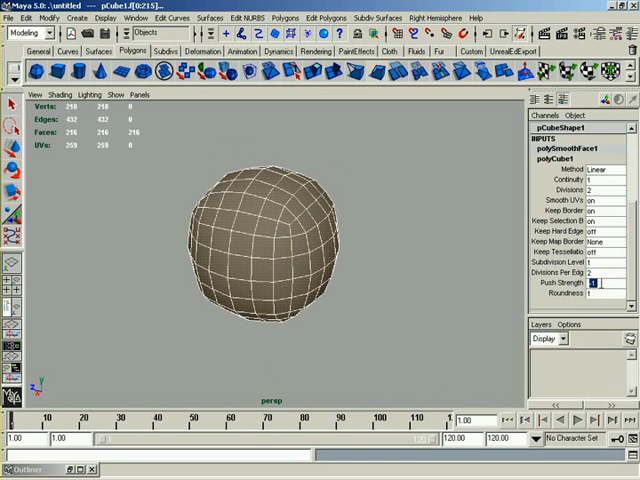 Maya 5.0: .\untitled - pCube1.f[0:215]...
File Edit Modify Create Display Window Edit Curves Surfaces Edit NURBS Polygons Edit Polygons Subdiv Surfaces Right Hemisphere Help
Modeling Objects
General Curves Surfaces Polygons Subdivs Deformation Animation Dynamics Rendering PaintEffects Cloth Fluids Fur Custom UnrealEdExport
View Shading Lighting Show Panels
Verts: 218 218 0
Edges: 432 432 0
Faces: 216 216 216
UVs: 259 259 0
Channels Object
pCubeShape1
INPUTS
polySmoothFace1
polyCube1
Method Linear
Continuity 1
Divisions 2
Smooth UVs on
Keep Border on
Keep Selection B on
Keep Hard Edge off
Keep Map Border None
Keep Tessellatio off
Subdivision Level 1
Divisions Per Edg 2
Push Strength .1
Roundness 1
Layers Options
Display
y
z x
persp
10 20 30 40 50 60 70 80 90 100 110 1.00
1.00 1.00 120.00 120.00 No Character Set
Outliner